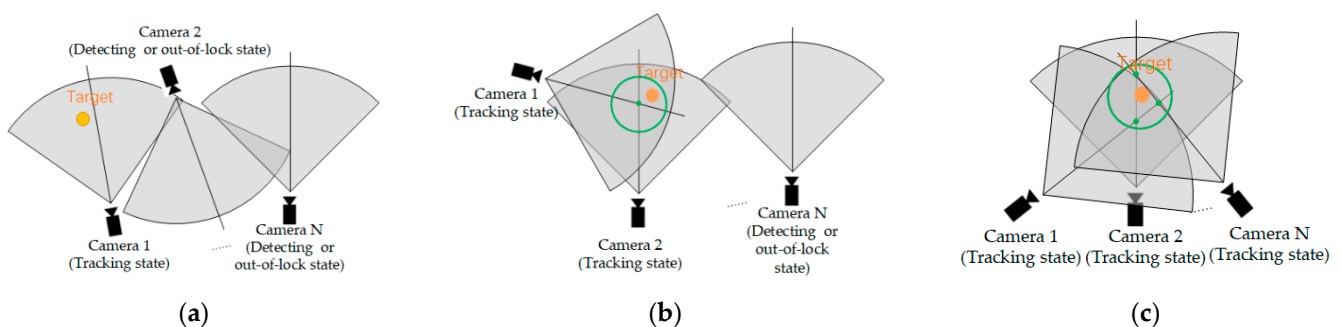 Camera 2
(Detecting or out-of-lock state)
Target
Camera 1
(Tracking state)
......
Camera N
(Detecting or
out-of-lock state)
(a)
Target
Camera 1
(Tracking state)
Camera 2
(Tracking state)
......
Camera N
(Detecting or
out-of-lock
state)
(b)
Target
Camera 1
(Tracking state)
Camera 2
(Tracking state)
......
Camera N
(Tracking state)
(c)